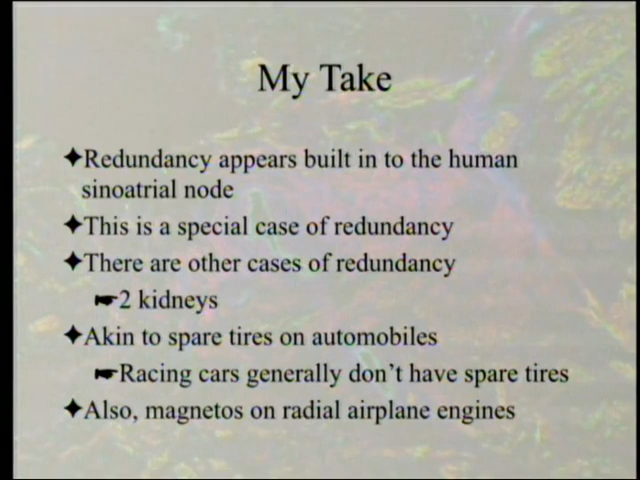 My Take
✦Redundancy appears built in to the human
sinoatrial node
✦This is a special case of redundancy
✦There are other cases of redundancy
☛2 kidneys
✦Akin to spare tires on automobiles
☛Racing cars generally don't have spare tires
✦Also, magnetos on radial airplane engines